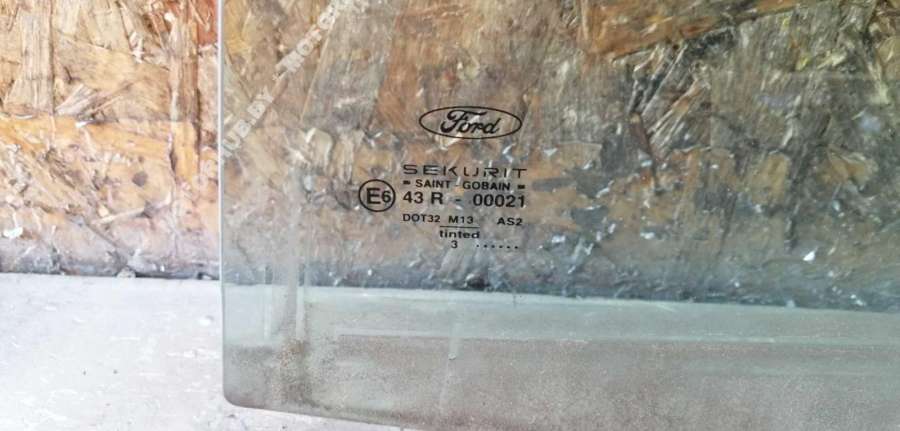 Ford
SEKURIT
= SAINT - GOBAIN =
E6 43 R - 00021
DOT32 M13 AS2
tinted
3 ......